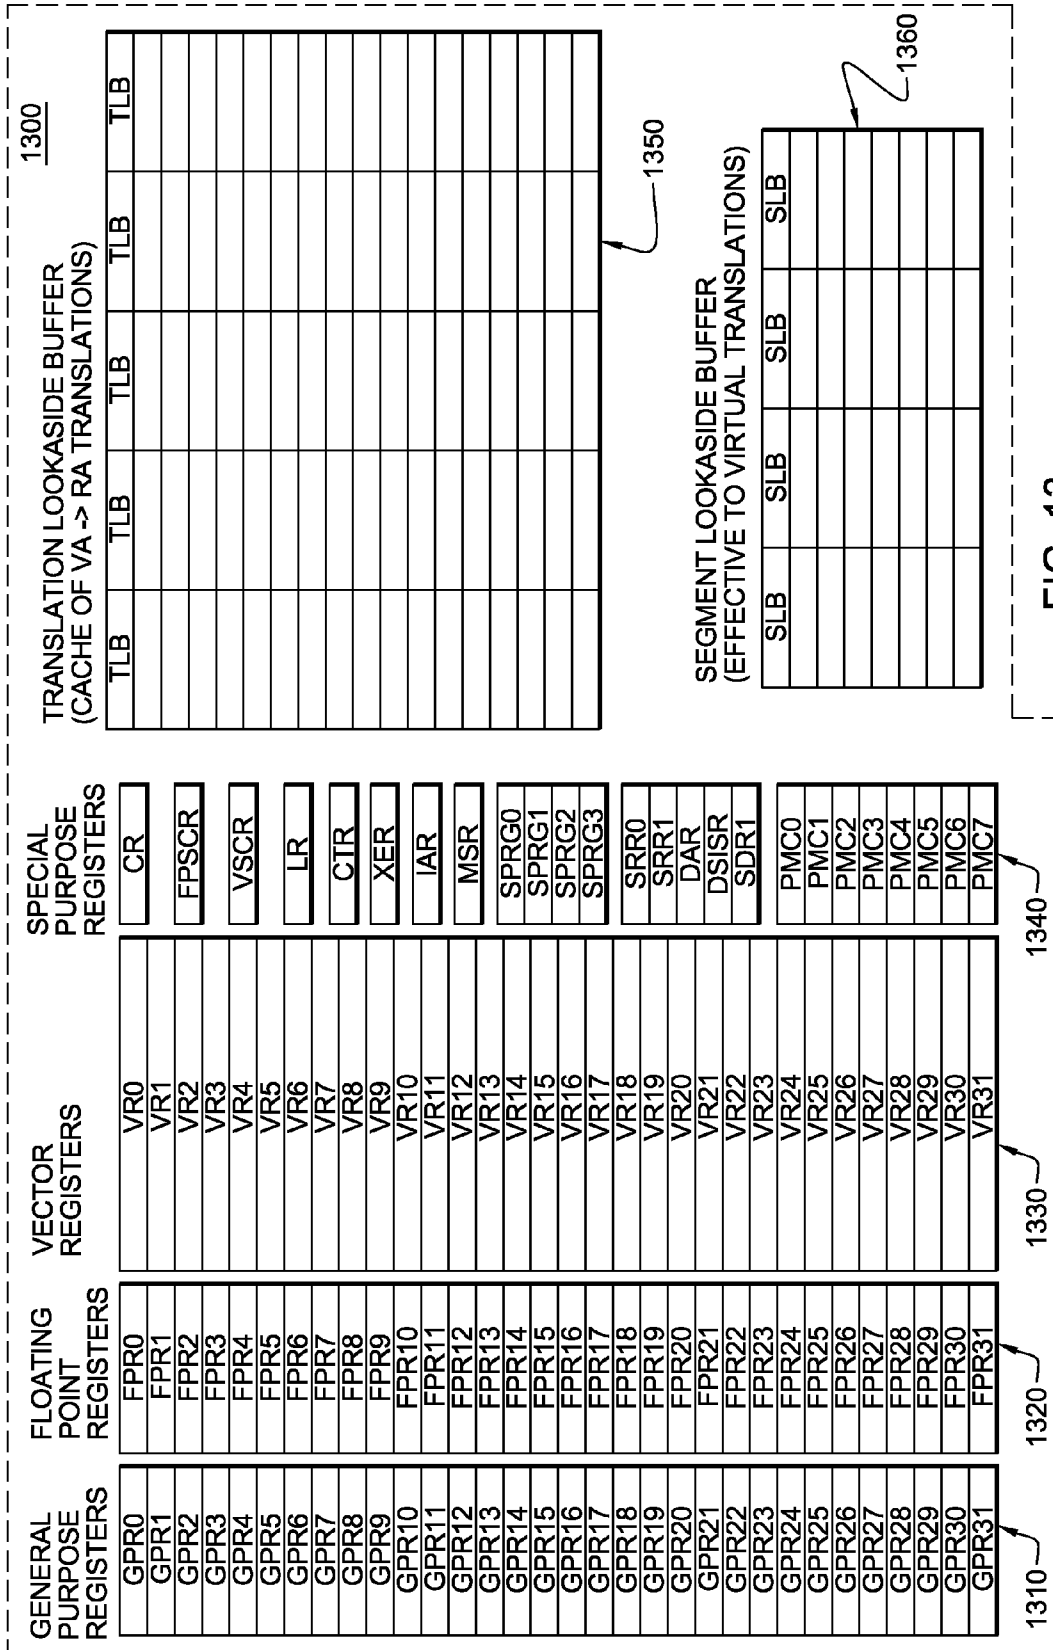 1300
GENERAL
PURPOSE
REGISTERS
GPR0
GPR1
GPR2
GPR3
GPR4
GPR5
GPR6
GPR7
GPR8
GPR9
GPR10
GPR11
GPR12
GPR13
GPR14
GPR15
GPR16
GPR17
GPR18
GPR19
GPR20
GPR21
GPR22
GPR23
GPR24
GPR25
GPR26
GPR27
GPR28
GPR29
GPR30
GPR31
1310
FLOATING
POINT
REGISTERS
FPR0
FPR1
FPR2
FPR3
FPR4
FPR5
FPR6
FPR7
FPR8
FPR9
FPR10
FPR11
FPR12
FPR13
FPR14
FPR15
FPR16
FPR17
FPR18
FPR19
FPR20
FPR21
FPR22
FPR23
FPR24
FPR25
FPR26
FPR27
FPR28
FPR29
FPR30
FPR31
1320
VECTOR
REGISTERS
VR0
VR1
VR2
VR3
VR4
VR5
VR6
VR7
VR8
VR9
VR10
VR11
VR12
VR13
VR14
VR15
VR16
VR17
VR18
VR19
VR20
VR21
VR22
VR23
VR24
VR25
VR26
VR27
VR28
VR29
VR30
VR31
1330
SPECIAL
PURPOSE
REGISTERS
CR
FPSCR
VSCR
LR
CTR
XER
IAR
MSR
SPRG0
SPRG1
SPRG2
SPRG3
SRR0
SRR1
DAR
DSISR
SDR1
PMC0
PMC1
PMC2
PMC3
PMC4
PMC5
PMC6
PMC7
1340
TRANSLATION LOOKASIDE BUFFER
(CACHE OF VA -> RA TRANSLATIONS)
TLB TLB TLB TLB TLB
1350
SEGMENT LOOKASIDE BUFFER
(EFFECTIVE TO VIRTUAL TRANSLATIONS)
SLB SLB SLB SLB
1360
FIG.